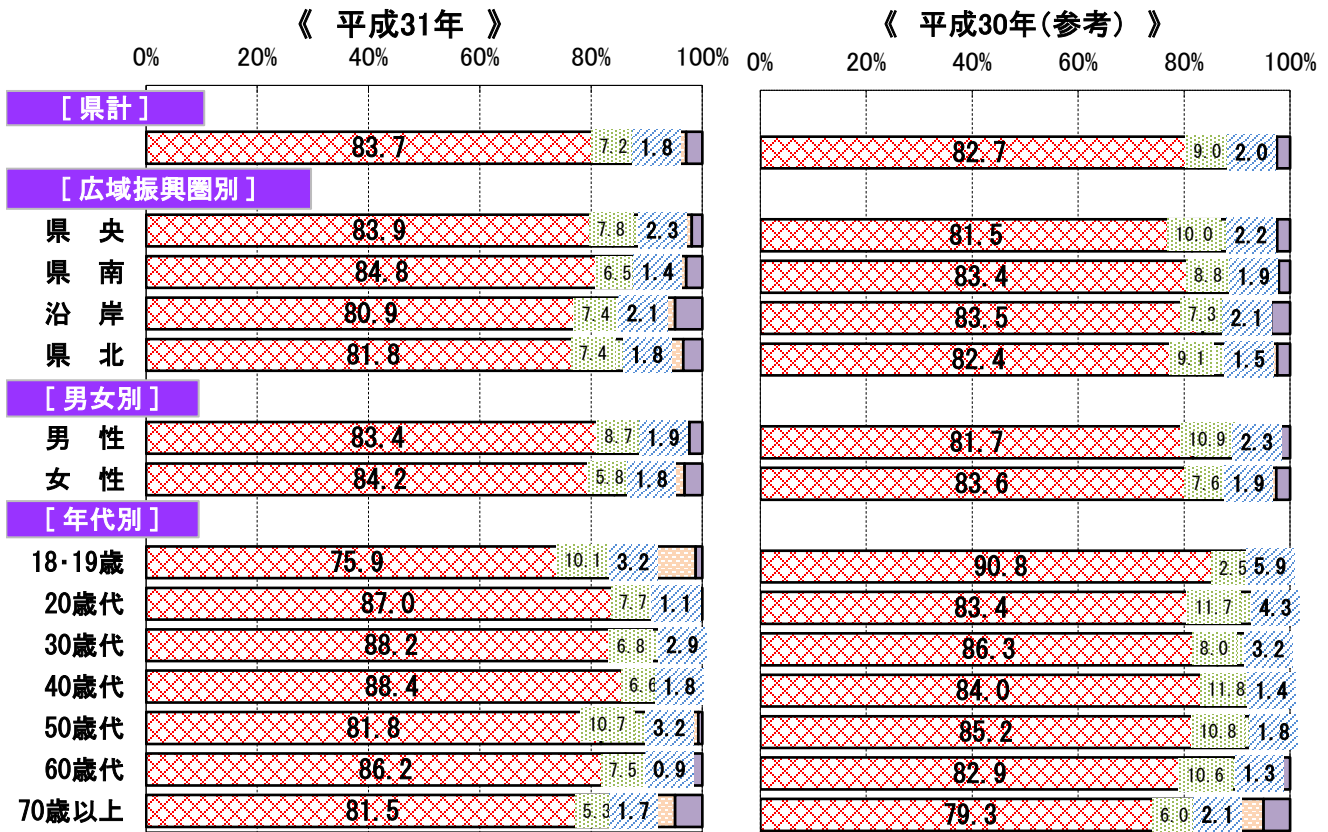 《 平成31年 》 《 平成30年(参考) 》
0% 20% 40% 60% 80% 100% 0% 20% 40% 60% 80% 100%
[ 県計 ]
83.7 7.2 1.8 82.7 9.0 2.0
[ 広域振興圏別 ]
県 央 83.9 7.8 2.3 81.5 10.0 2.2
県 南 84.8 6.5 1.4 83.4 8.8 1.9
沿 岸 80.9 7.4 2.1 83.5 7.3 2.1
県 北 81.8 7.4 1.8 82.4 9.1 1.5
[ 男女別 ]
男 性 83.4 8.7 1.9 81.7 10.9 2.3
女 性 84.2 5.8 1.8 83.6 7.6 1.9
[ 年代別 ]
18・19歳 75.9 10.1 3.2 90.8 2.5 5.9
20歳代 87.0 7.7 1.1 83.4 11.7 4.3
30歳代 88.2 6.8 2.9 86.3 8.0 3.2
40歳代 88.4 6.6 1.8 84.0 11.8 1.4
50歳代 81.8 10.7 3.2 85.2 10.8 1.8
60歳代 86.2 7.5 0.9 82.9 10.6 1.3
70歳以上 81.5 5.3 1.7 79.3 6.0 2.1